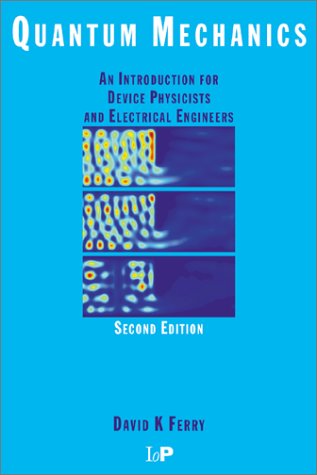 QUANTUM MECHANICS
AN INTRODUCTION FOR
DEVICE PHYSICISTS
AND ELECTRICAL ENGINEERS
SECOND EDITION
DAVID K FERRY
IoP